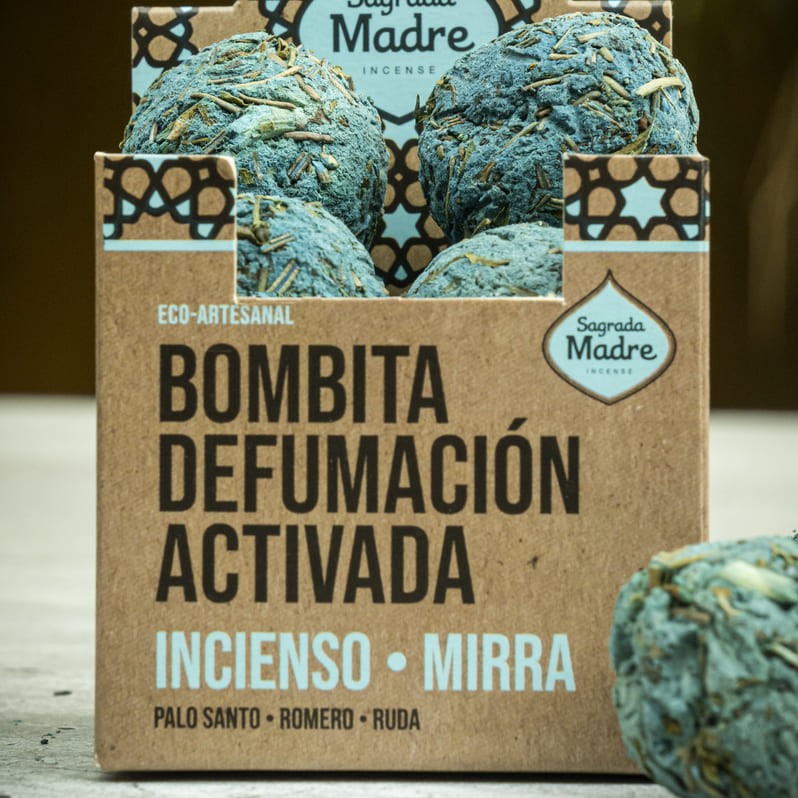 Sagrada
Madre
INCENSE
ECO-ARTESANAL
Sagrada
Madre
INCENSE
BOMBITA
DEFUMACIÓN
ACTIVADA
INCIENSO • MIRRA
PALO SANTO • ROMERO • RUDA